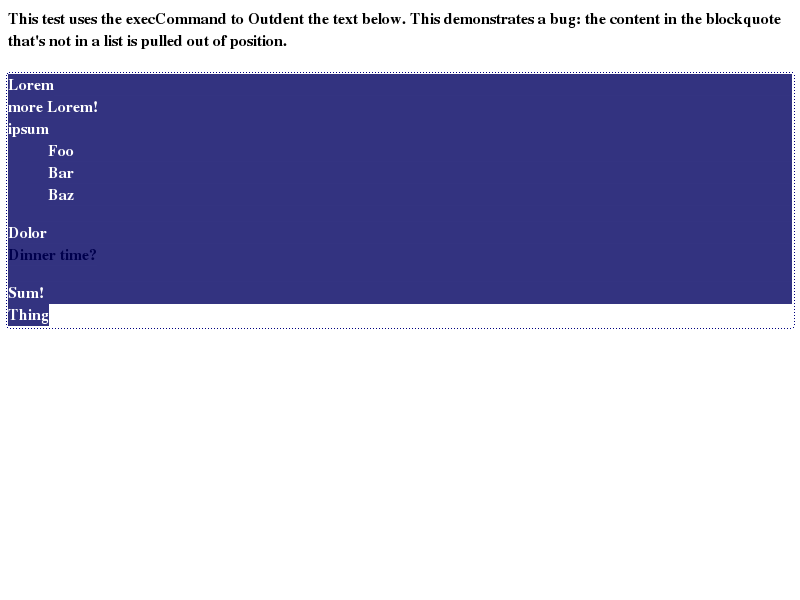 This test uses the execCommand to Outdent the text below. This demonstrates a bug: the content in the blockquote
that's not in a list is pulled out of position.
Lorem
more Lorem!
ipsum
Foo
Bar
Baz
Dolor
Dinner time?
Sum!
Thing